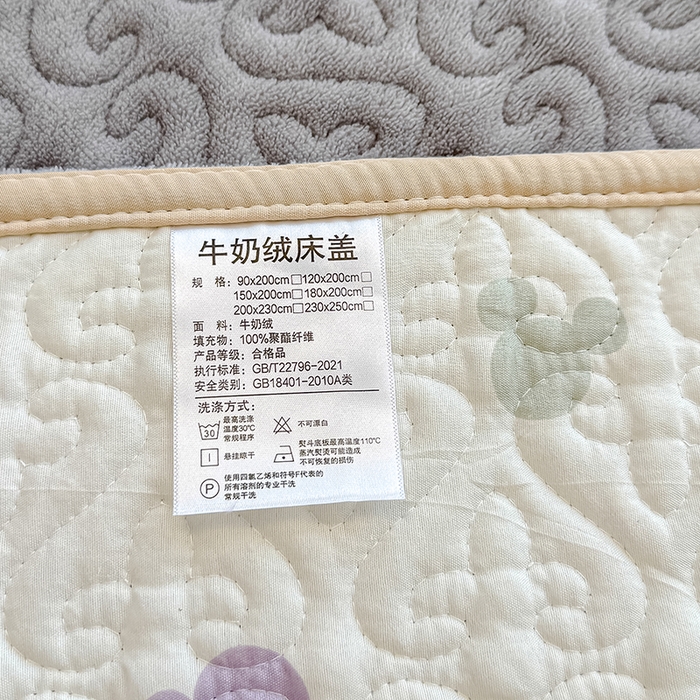 牛奶绒床盖
规 格: 90x200cm□120x200cm□
150x200cm□180x200cm□
200x230cm□230x250cm□
面 料: 牛奶绒
填充物: 100%聚酯纤维
产品等级: 合格品
执行标准: GB/T22796-2021
安全类别: GB18401-2010A类
洗涤方式:
30
最高洗涤
温度30℃
常规程序
不可漂白
悬挂晾干
熨斗底板最高温度110℃
蒸汽熨烫可能造成
不可恢复的损伤
P
使用四氯乙烯和符号F代表的
所有溶剂的专业干洗
常规干洗